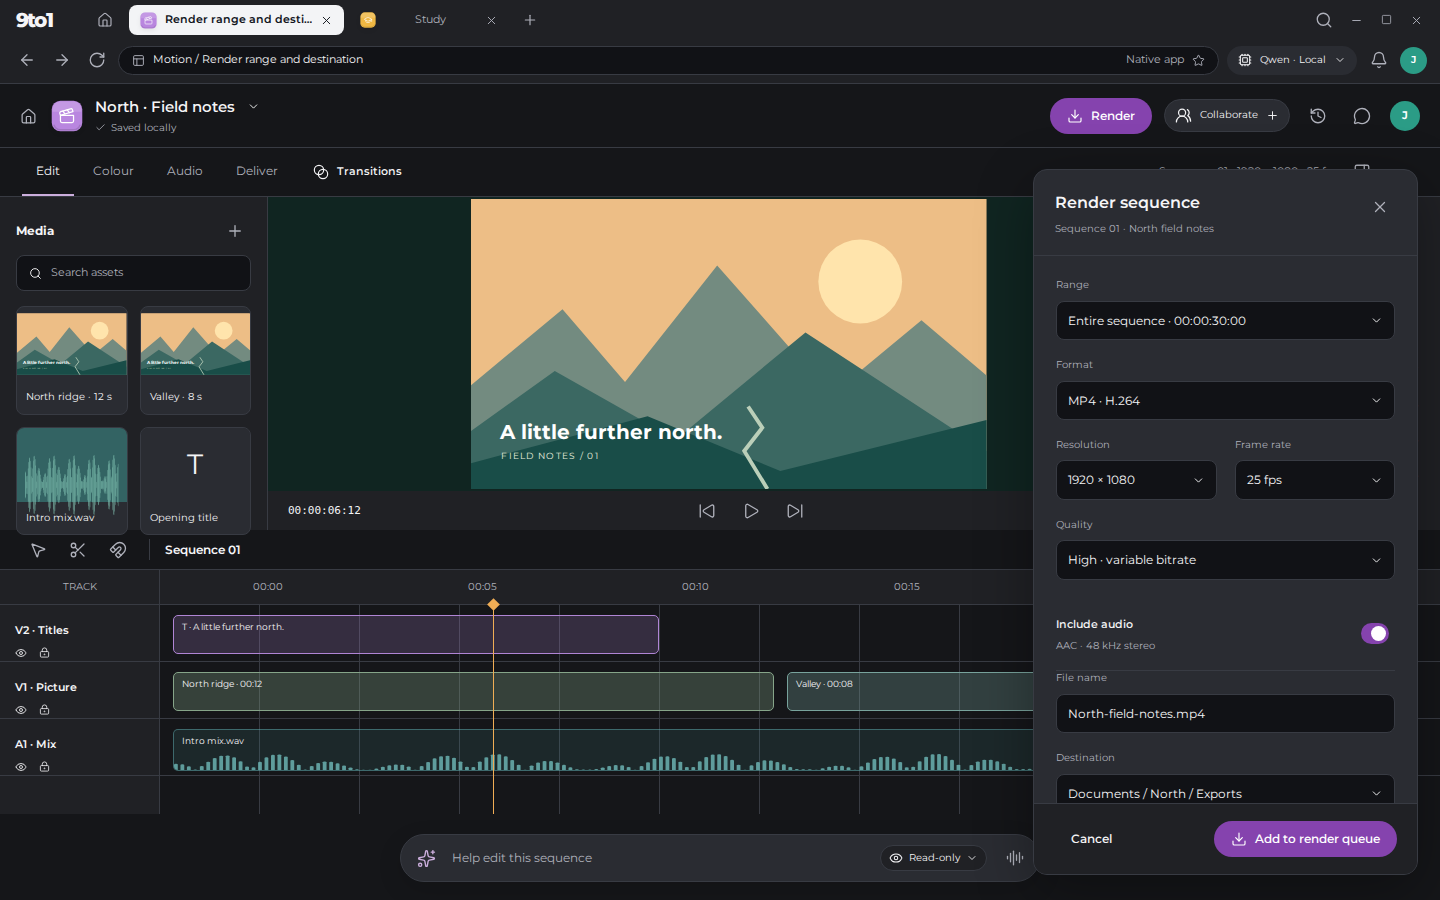 9to1
Render range and desti...
Study
Motion / Render range and destination
Native app
Qwen · Local
J
North · Field notes
Saved locally
Render
Collaborate
J
Edit
Colour
Audio
Deliver
Transitions
Media
Search assets
A little further north.
A little further north.
North ridge · 12 s
Valley · 8 s
Intro mix.wav
T
Opening title
A little further north.
FIELD NOTES / 01
00:00:06:12
Sequence 01
TRACK
00:00
00:05
00:10
00:15
V2 · Titles
T · A little further north.
V1 · Picture
North ridge · 00:12
Valley · 00:08
A1 · Mix
Intro mix.wav
Help edit this sequence
Read-only
Render sequence
Sequence 01 · North field notes
Range
Entire sequence · 00:00:30:00
Format
MP4 · H.264
Resolution
Frame rate
1920 × 1080
25 fps
Quality
High · variable bitrate
Include audio
AAC · 48 kHz stereo
File name
North-field-notes.mp4
Destination
Documents / North / Exports
Cancel
Add to render queue